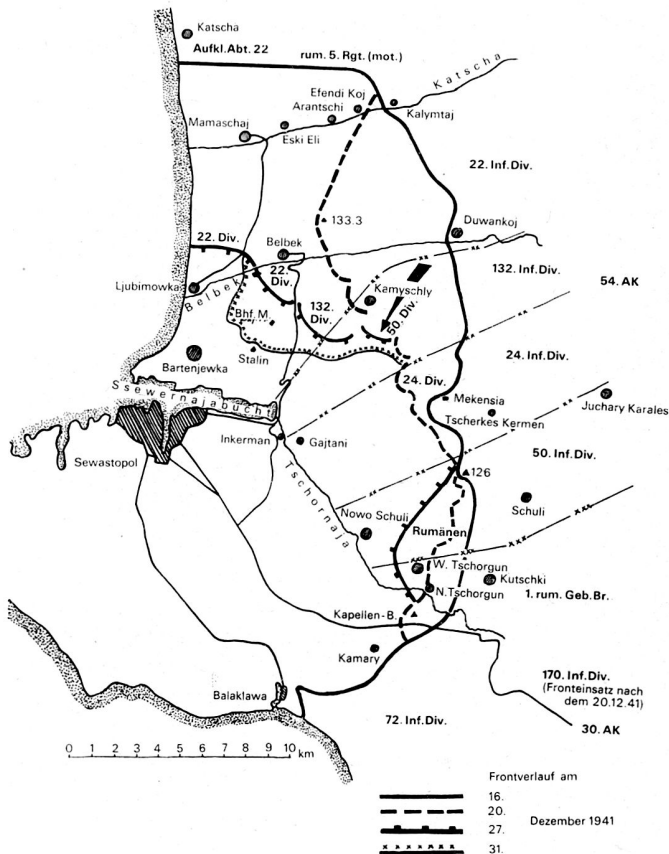 Katscha
Aufkl. Abt. 22
rum. 5. Rgt. (mot.)
Katscha
Efendi Koj
Arantschi
Kalymtaj
Mamaschaj
Eski Eli
22. Inf. Div.
133.3
Duwankoj
22. Div.
Belbek
132. Inf. Div.
54. AK
Ljubimowka
Belbek
22. Div.
Kamyschly
132. Div.
50. Div.
Bhf. M.
Stalin
24. Inf. Div.
Bartenjewka
24. Div.
Ssewernajabucht
Mekensia
Juchary Karales
Tscherkes Kermen
Inkerman
Gajtani
50. Inf. Div.
Sewastopol
126
Tschornaja
Nowo Schuli
Schuli
Rumänen
W. Tschorgun
Kutschki
N. Tschorgun
1. rum. Geb. Br.
Kapellen-B.
Kamary
170. Inf. Div.
(Fronteinsatz nach
dem 20.12.41)
Balaklawa
72. Inf. Div.
30. AK
0 1 2 3 4 5 6 7 8 9 10 km
Frontverlauf am
16.
20.
Dezember 1941
27.
31.